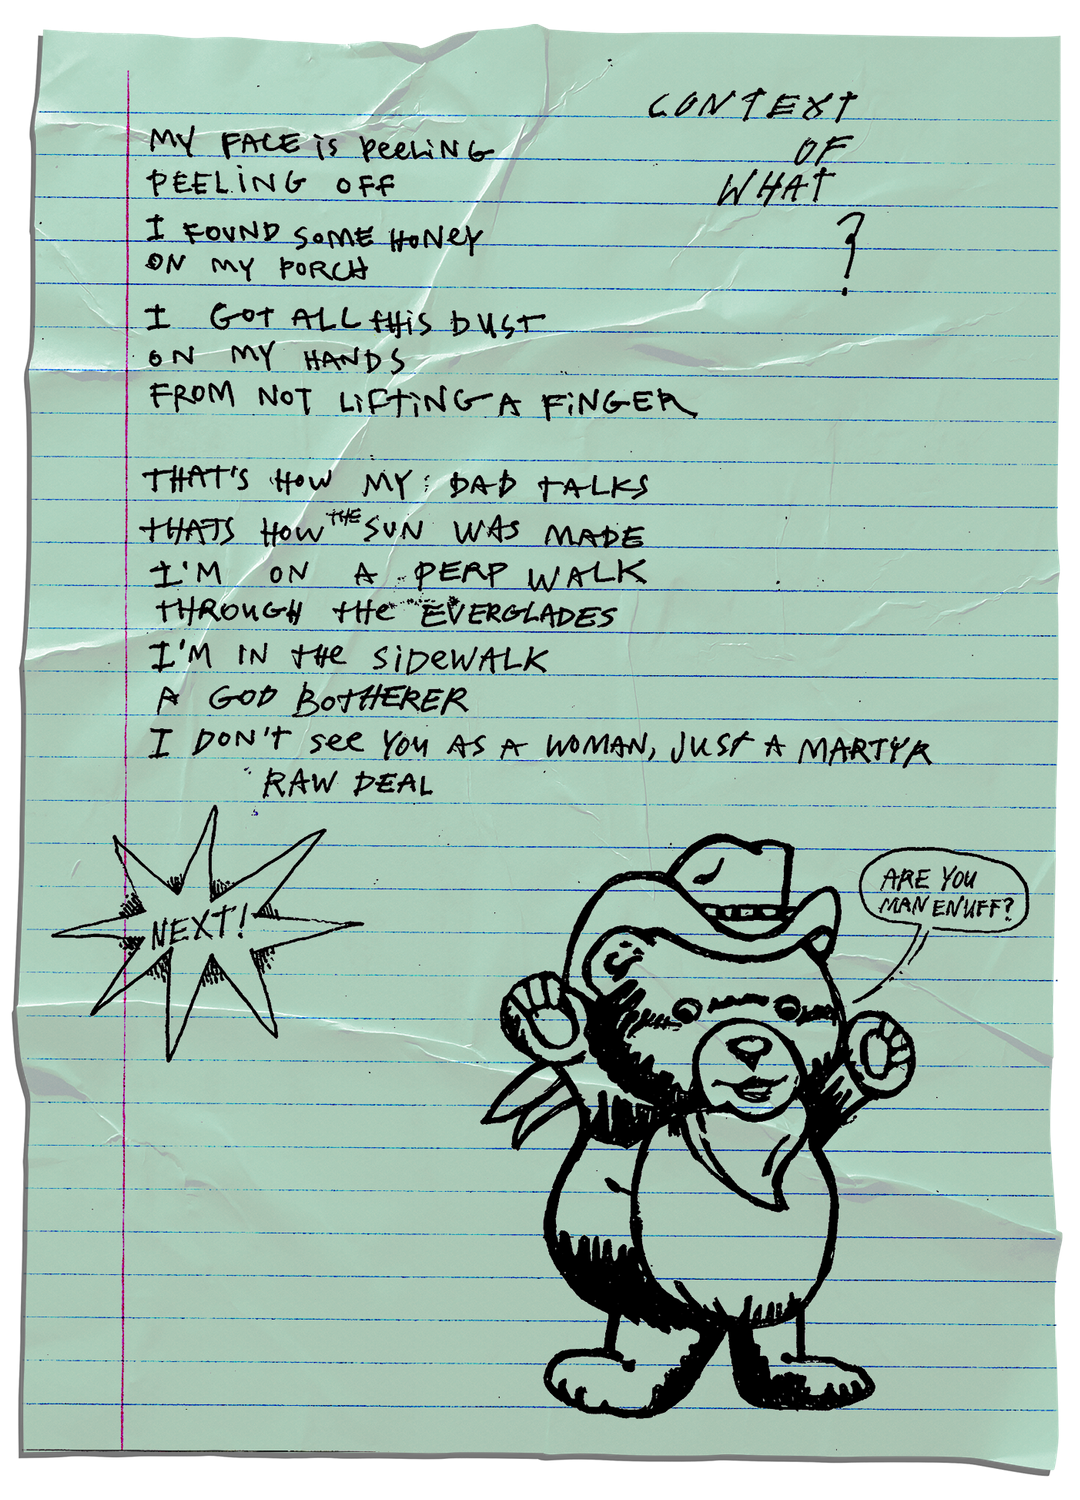 CONTEXT
OF
WHAT
?
MY FACE is PeeLiNG
PEELING OFF
I FOUND SOME HONEY
ON MY PORCH
I GOT ALL tHiS DUST
ON MY HANDS
FROM NOT LiFTiNG A FiNGER
THAT'S HOW MY DAD TALKS
THATS HOW THE SUN WAS MADE
I'M ON A PERP WALK
THROUGH tHe EVERGLADES
I'M IN tHe SiDEWALK
A GOD BOTHERER
I DON'T see YOU AS A WOMAN, JUST A MARTYR
RAW DEAL
NEXT!
ARE YOU
MAN ENUFF?